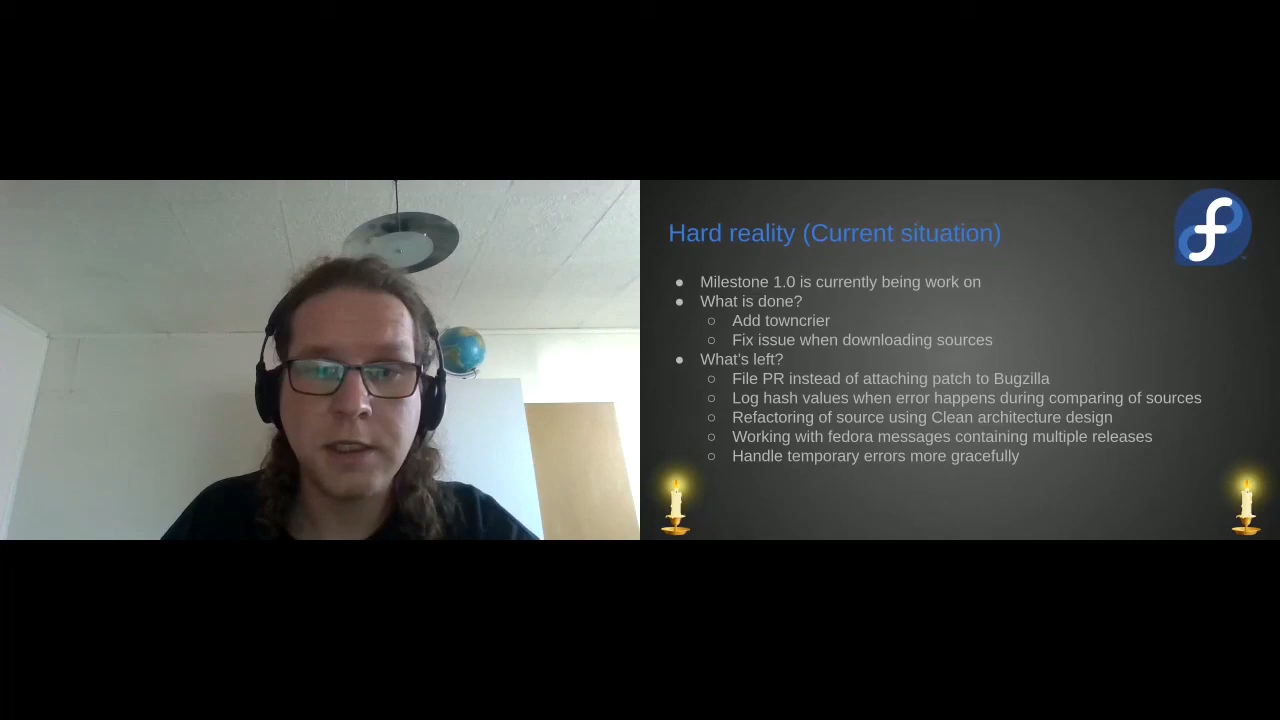 Hard reality (Current situation)
● Milestone 1.0 is currently being work on
● What is done?
○ Add towncrier
○ Fix issue when downloading sources
● What's left?
○ File PR instead of attaching patch to Bugzilla
○ Log hash values when error happens during comparing of sources
○ Refactoring of source using Clean architecture design
○ Working with fedora messages containing multiple releases
○ Handle temporary errors more gracefully